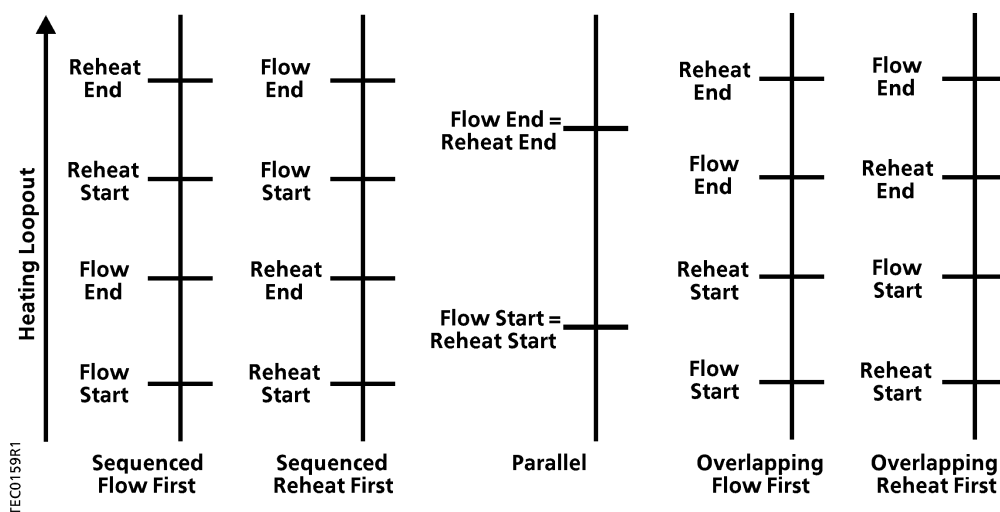 Heating Loopout
TEC0159R1
Reheat
End
Reheat
Start
Flow
End
Flow
Start
Sequenced
Flow First
Flow
End
Flow
Start
Reheat
End
Reheat
Start
Sequenced
Reheat First
Flow End =
Reheat End
Flow Start =
Reheat Start
Parallel
Reheat
End
Flow
End
Reheat
Start
Flow
Start
Overlapping
Flow First
Flow
End
Reheat
End
Flow
Start
Reheat
Start
Overlapping
Reheat First